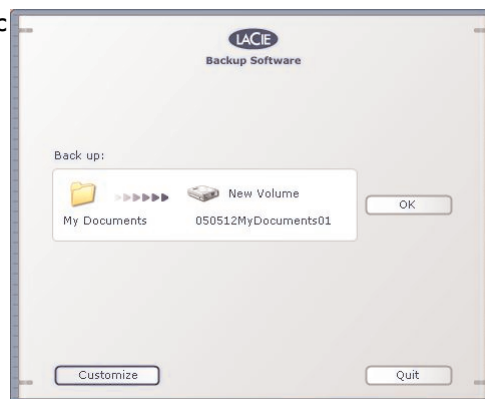 c
LACIE
Backup Software
Back up:
New Volume
My Documents
050512MyDocuments01
OK
Customize
Quit